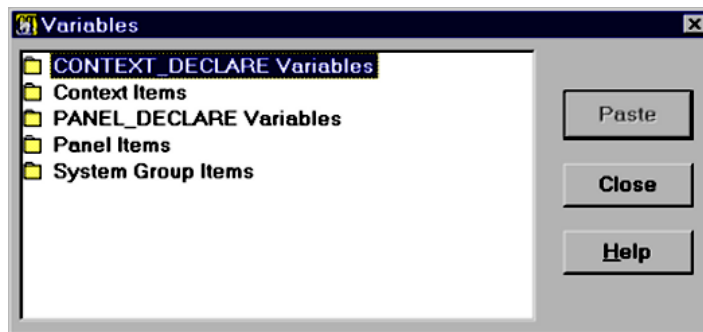 Variables
CONTEXT_DECLARE Variables
Context Items
PANEL_DECLARE Variables
Panel Items
System Group Items
Paste
Close
Help